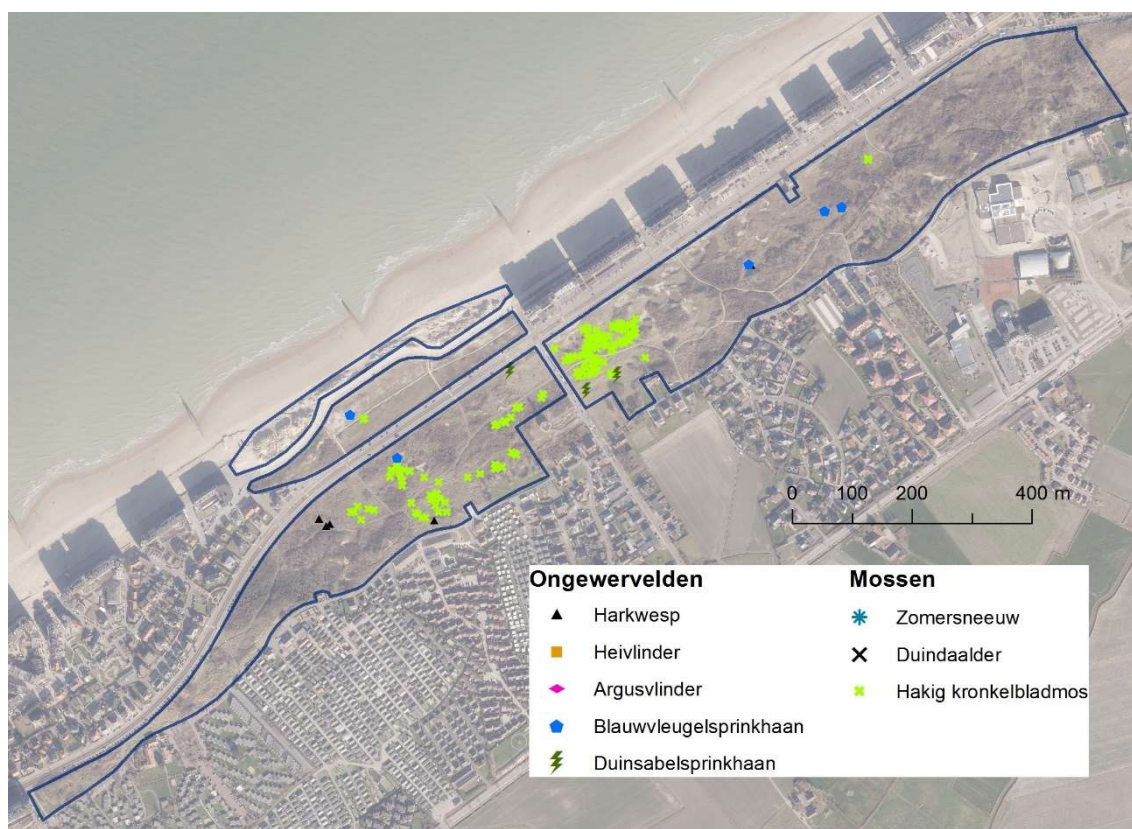 0 100 200 400 m
Ongewervelden
Harkwesp
Heivlinder
Argusvlinder
Blauwvleugelsprinkhaan
Duinsabelsprinkhaan
Mossen
Zomersneeuw
Duindaalder
Hakig kronkelbladmos